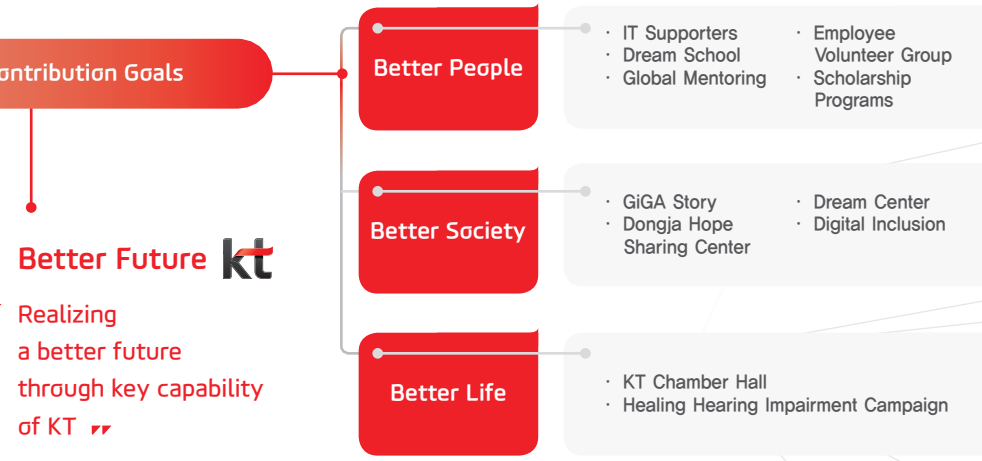 ontribution Goals
Better Future kt
Realizing
a better future
through key capability
of KT
Better People
· IT Supporters
· Dream School
· Global Mentoring
· Employee
Volunteer Group
· Scholarship
Programs
Better Society
· GiGA Story
· Dongja Hope
Sharing Center
· Dream Center
· Digital Inclusion
Better Life
· KT Chamber Hall
· Healing Hearing Impairment Campaign